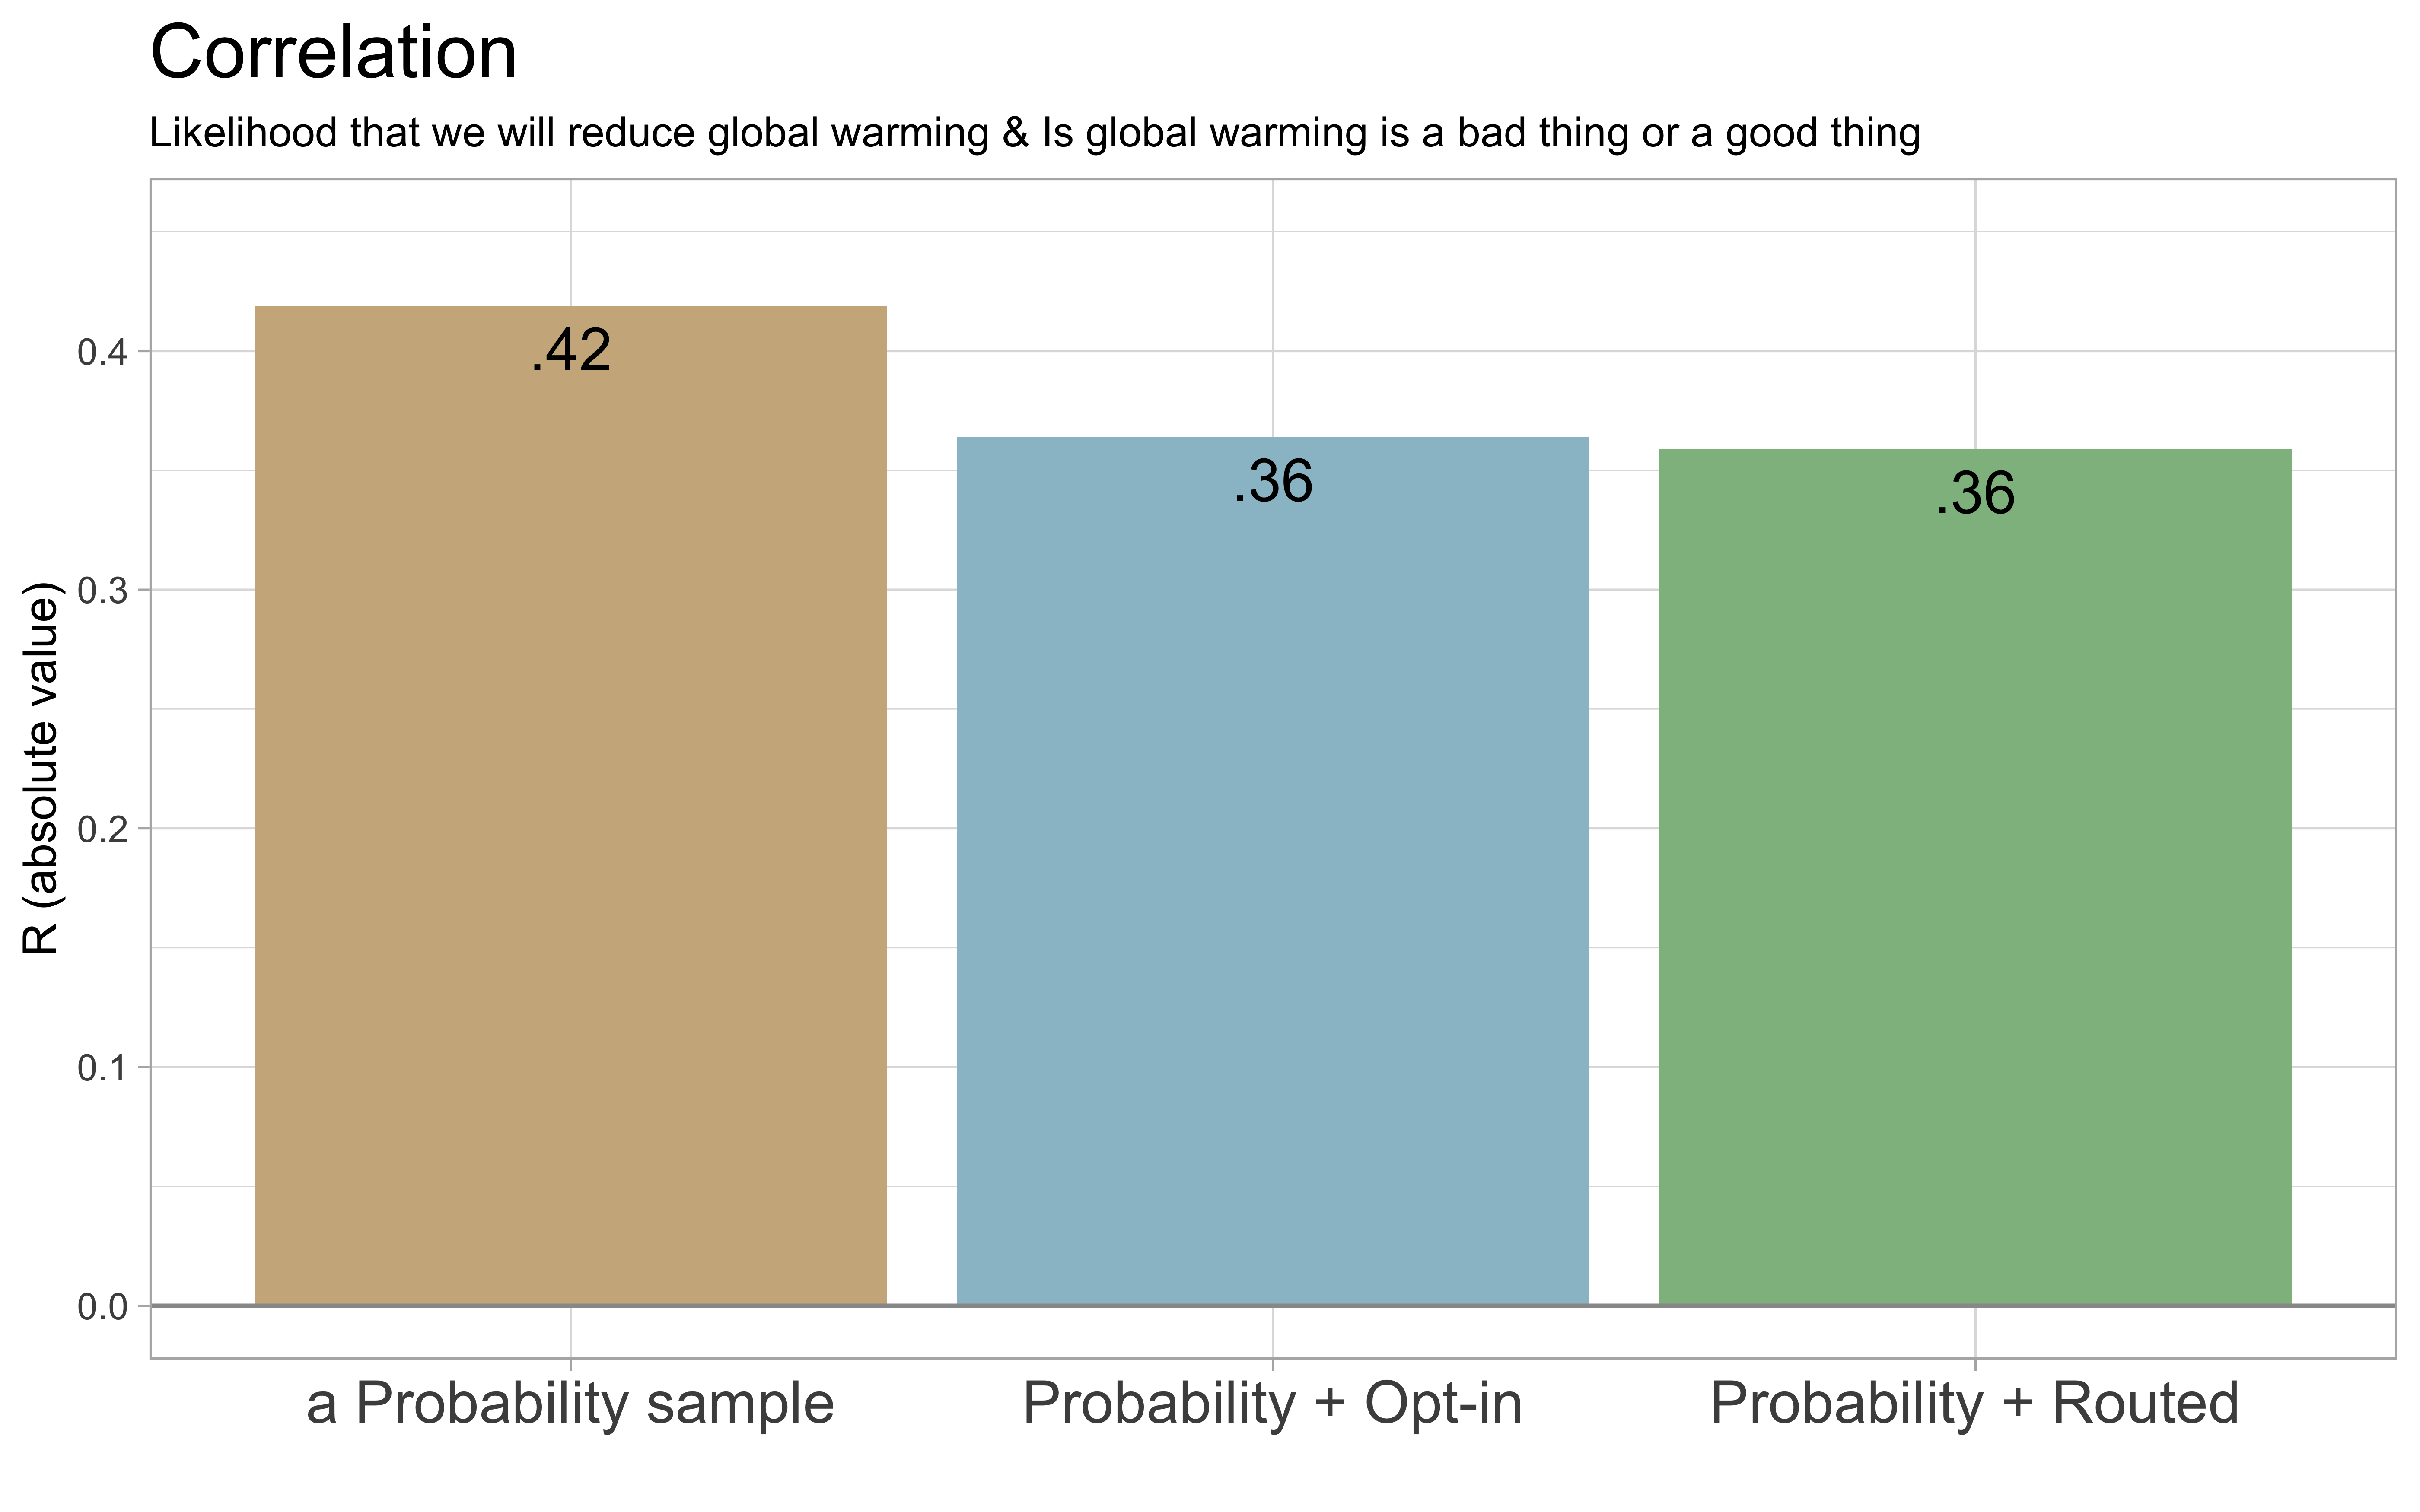 Correlation
Likelihood that we will reduce global warming & Is global warming is a bad thing or a good thing
R (absolute value)
0.4
0.3
0.2
0.1
0.0
.42
.36
.36
a Probability sample
Probability + Opt-in
Probability + Routed